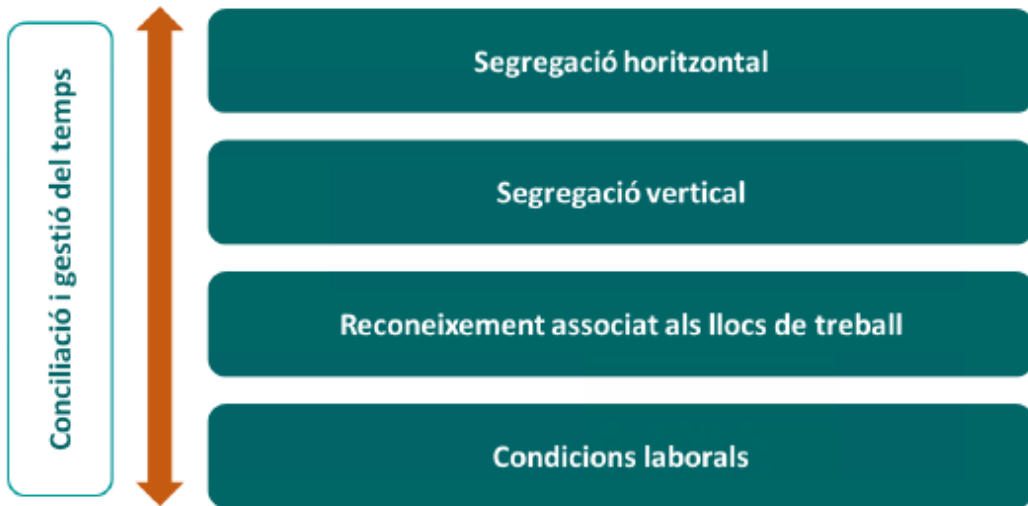 Conciliació i gestió del temps
Segregació horitzontal
Segregació vertical
Reconeixement associat als llocs de treball
Condicions laborals